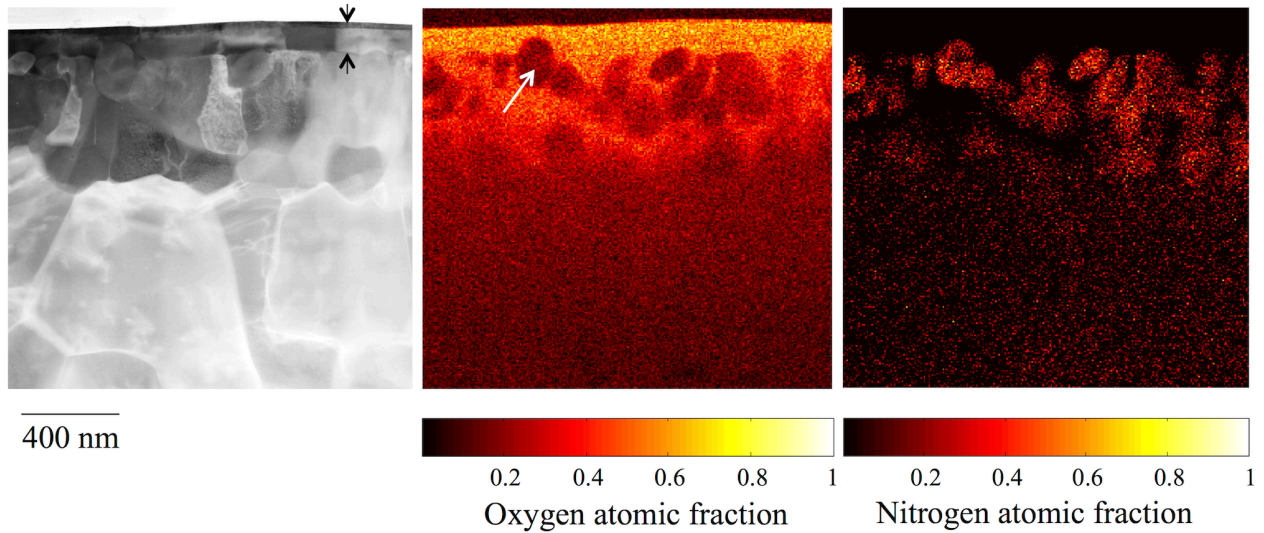 400 nm
0.2 0.4 0.6 0.8 1
Oxygen atomic fraction
0.2 0.4 0.6 0.8 1
Nitrogen atomic fraction